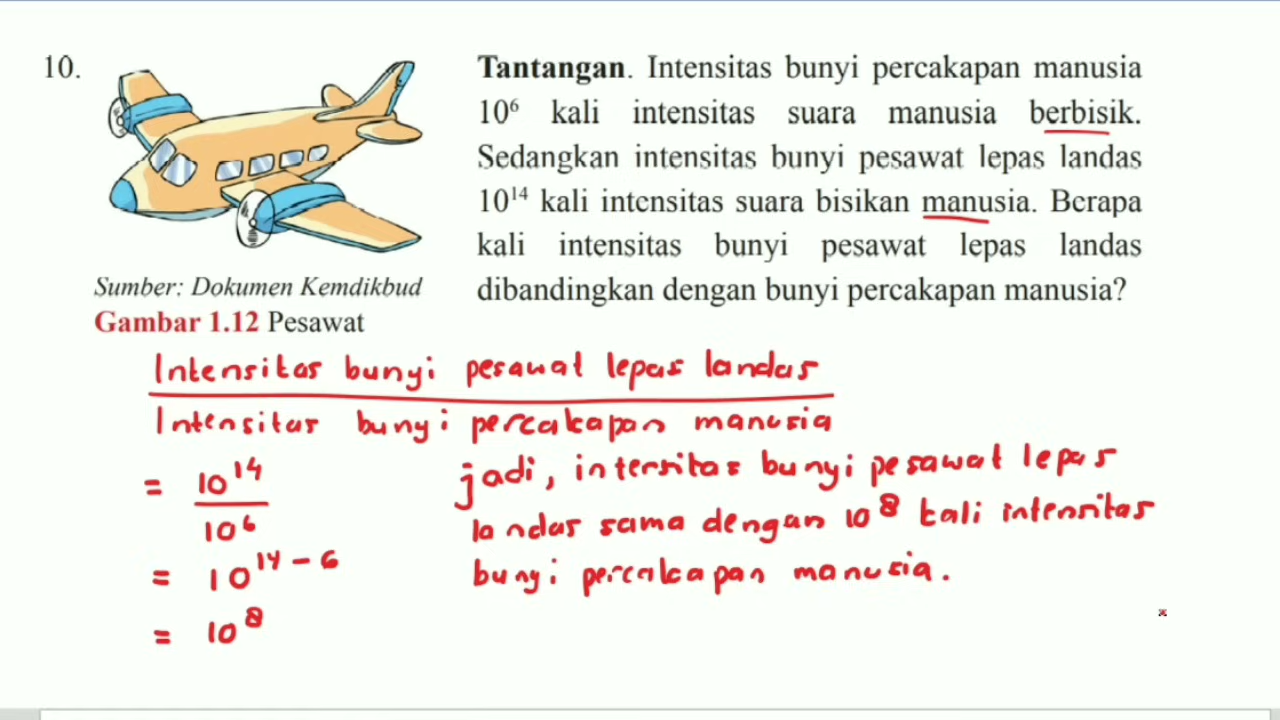 10.
Tantangan. Intensitas bunyi percakapan manusia
10⁶ kali intensitas suara manusia berbisik.
Sedangkan intensitas bunyi pesawat lepas landas
10¹⁴ kali intensitas suara bisikan manusia. Berapa
kali intensitas bunyi pesawat lepas landas
dibandingkan dengan bunyi percakapan manusia?
Sumber: Dokumen Kemdikbud
Gambar 1.12 Pesawat
Intensitas bunyi pesawat lepas landas
Intensitas bunyi percakapan manusia
= 10¹⁴
10⁶
= 10¹⁴⁻⁶
= 10⁸
jadi, intensitas bunyi pesawat lepas
landas sama dengan 10⁸ kali intensitas
bunyi percakapan manusia.